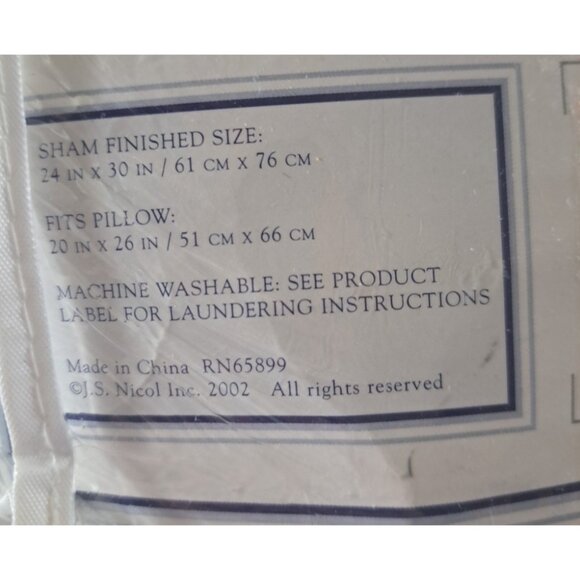 SHAM FINISHED SIZE:
24 IN X 30 IN / 61 CM X 76 CM
FITS PILLOW:
20 IN X 26 IN / 51 CM X 66 CM
MACHINE WASHABLE: SEE PRODUCT
LABEL FOR LAUNDERING INSTRUCTIONS
Made in China RN65899
©J.S. Nicol Inc. 2002 All rights reserved